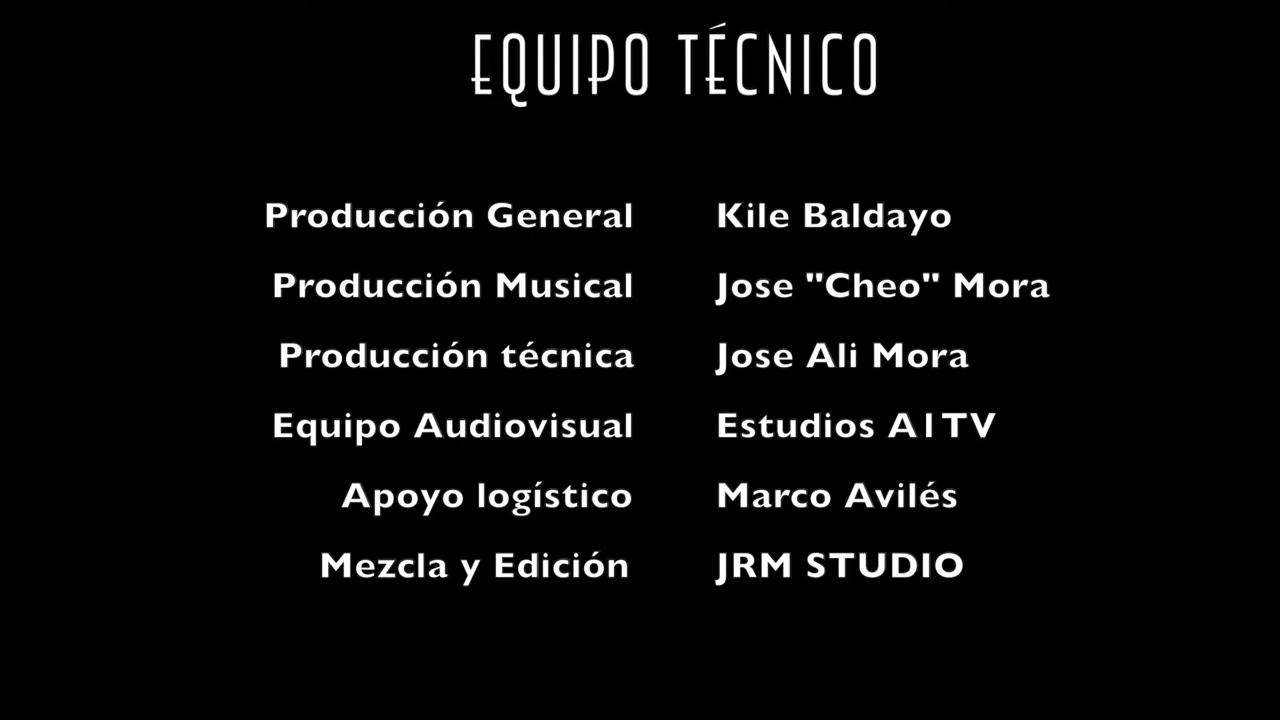 EQUIPO TÉCNICO
Producción General Kile Baldayo
Producción Musical Jose "Cheo" Mora
Producción técnica Jose Ali Mora
Equipo Audiovisual Estudios A1TV
Apoyo logístico Marco Avilés
Mezcla y Edición JRM STUDIO